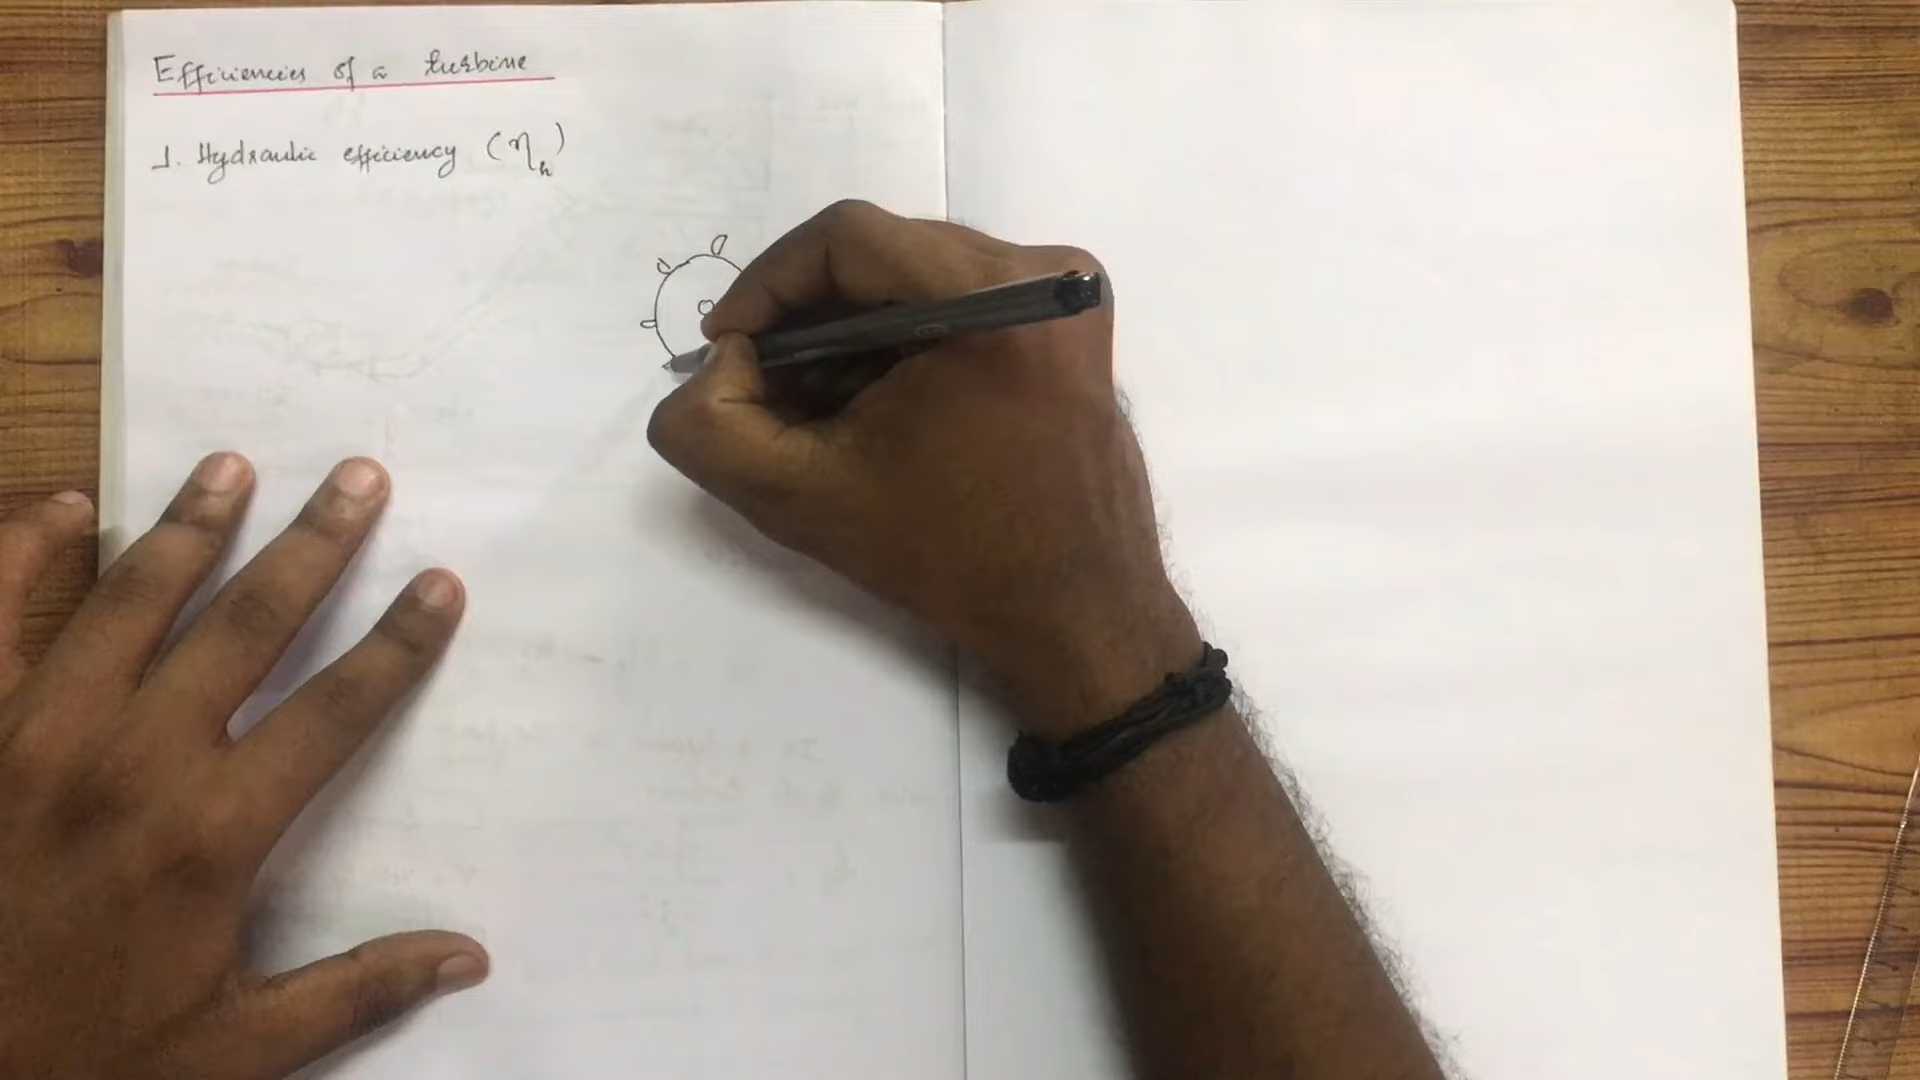 Efficiencies of a turbine
1. Hydraulic efficiency (ηh)